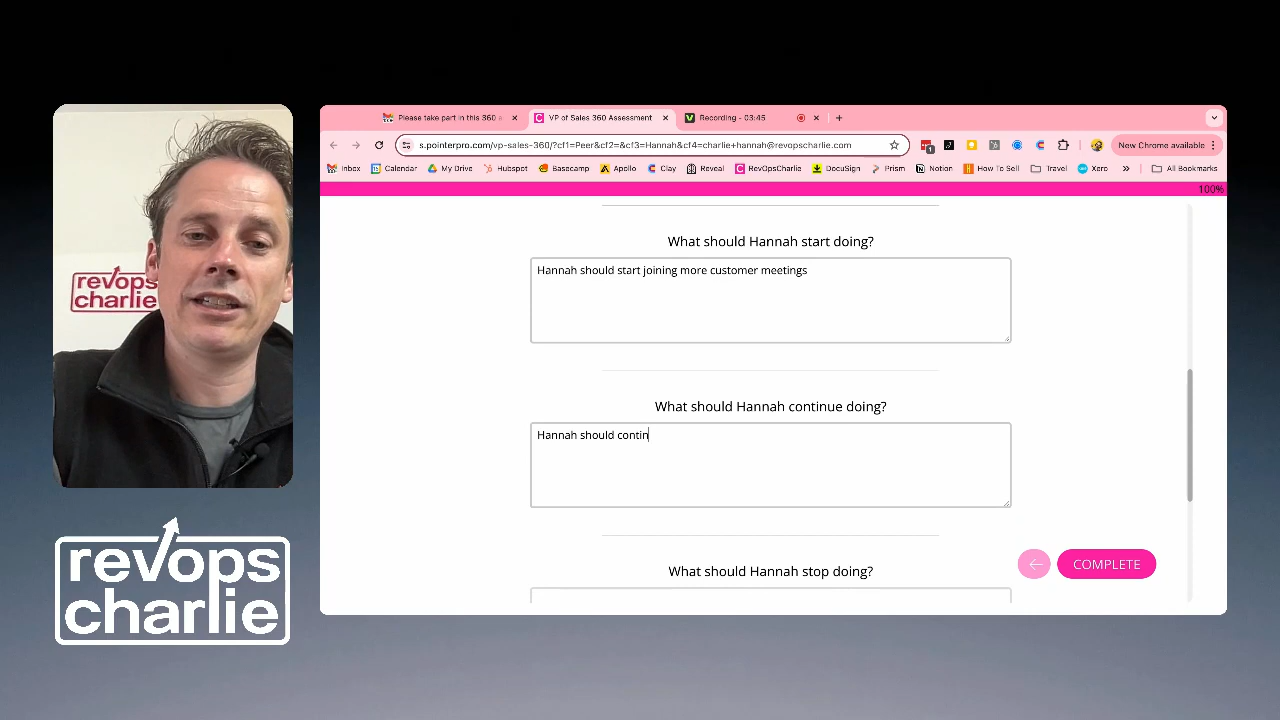 revops
charlie
revops
charlie
Please take part in this 360
VP of Sales 360 Assessment
Recording - 03:45
s.pointerpro.com/vp-sales-360/?cf1=Peer&cf2=&cf3=Hannah&cf4=charlie+hannah@revopscharlie.com
New Chrome available
Inbox
Calendar
My Drive
Hubspot
Basecamp
Apollo
Clay
Reveal
RevOpsCharlie
DocuSign
Prism
Notion
How To Sell
Travel
Xero
All Bookmarks
100%
What should Hannah start doing?
Hannah should start joining more customer meetings
What should Hannah continue doing?
Hannah should contin
What should Hannah stop doing?
COMPLETE